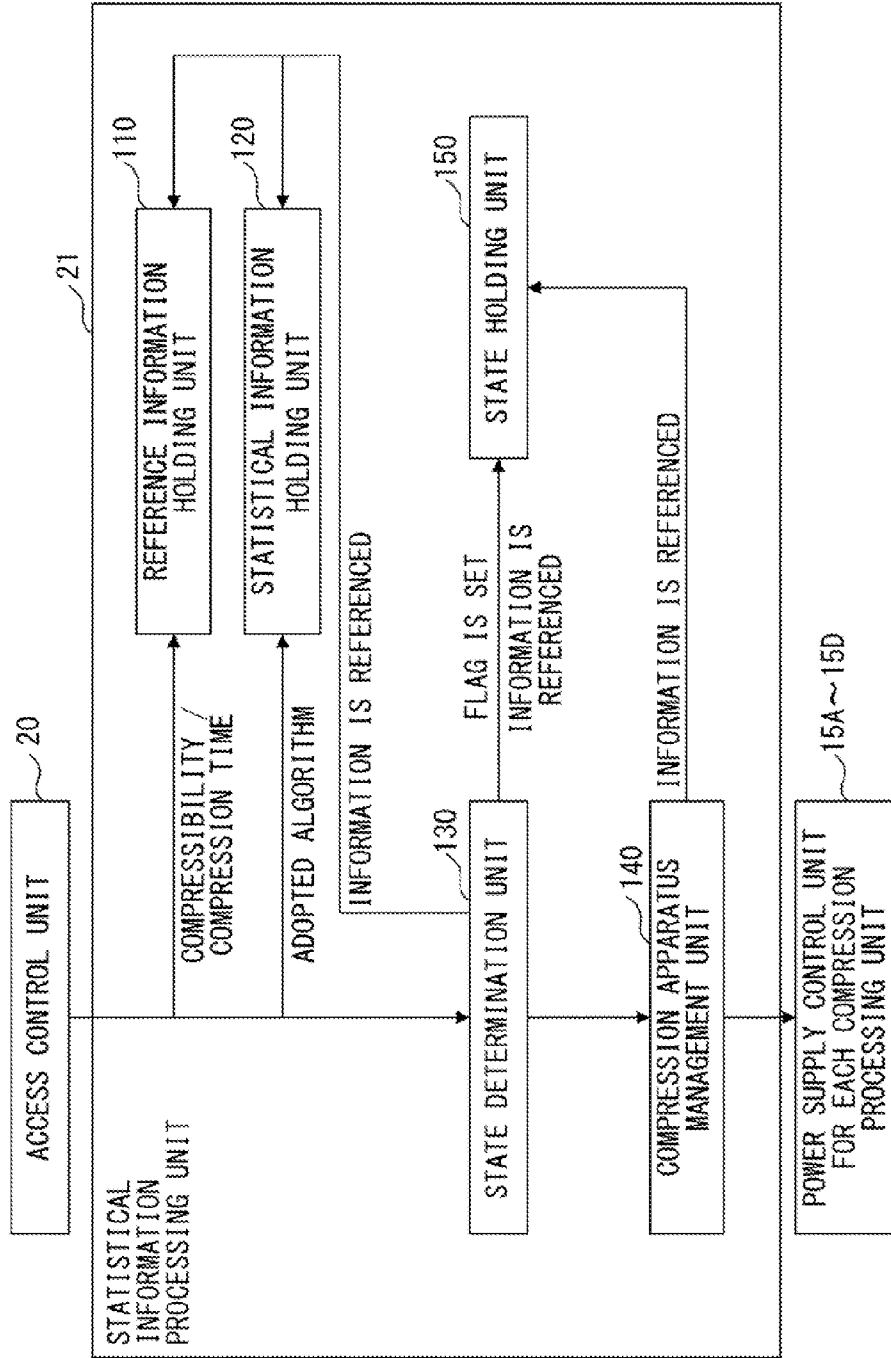 20
ACCESS CONTROL UNIT
21
STATISTICAL
INFORMATION
PROCESSING UNIT
COMPRESSIBILITY /
COMPRESSION TIME
110
REFERENCE INFORMATION
HOLDING UNIT
ADOPTED ALGORITHM
120
STATISTICAL INFORMATION
HOLDING UNIT
INFORMATION IS REFERENCED
130
STATE DETERMINATION UNIT
FLAG IS SET
INFORMATION IS
REFERENCED
150
STATE HOLDING UNIT
140
COMPRESSION APPARATUS
MANAGEMENT UNIT
INFORMATION IS REFERENCED
15A~15D
POWER SUPPLY CONTROL UNIT
FOR EACH COMPRESSION
PROCESSING UNIT